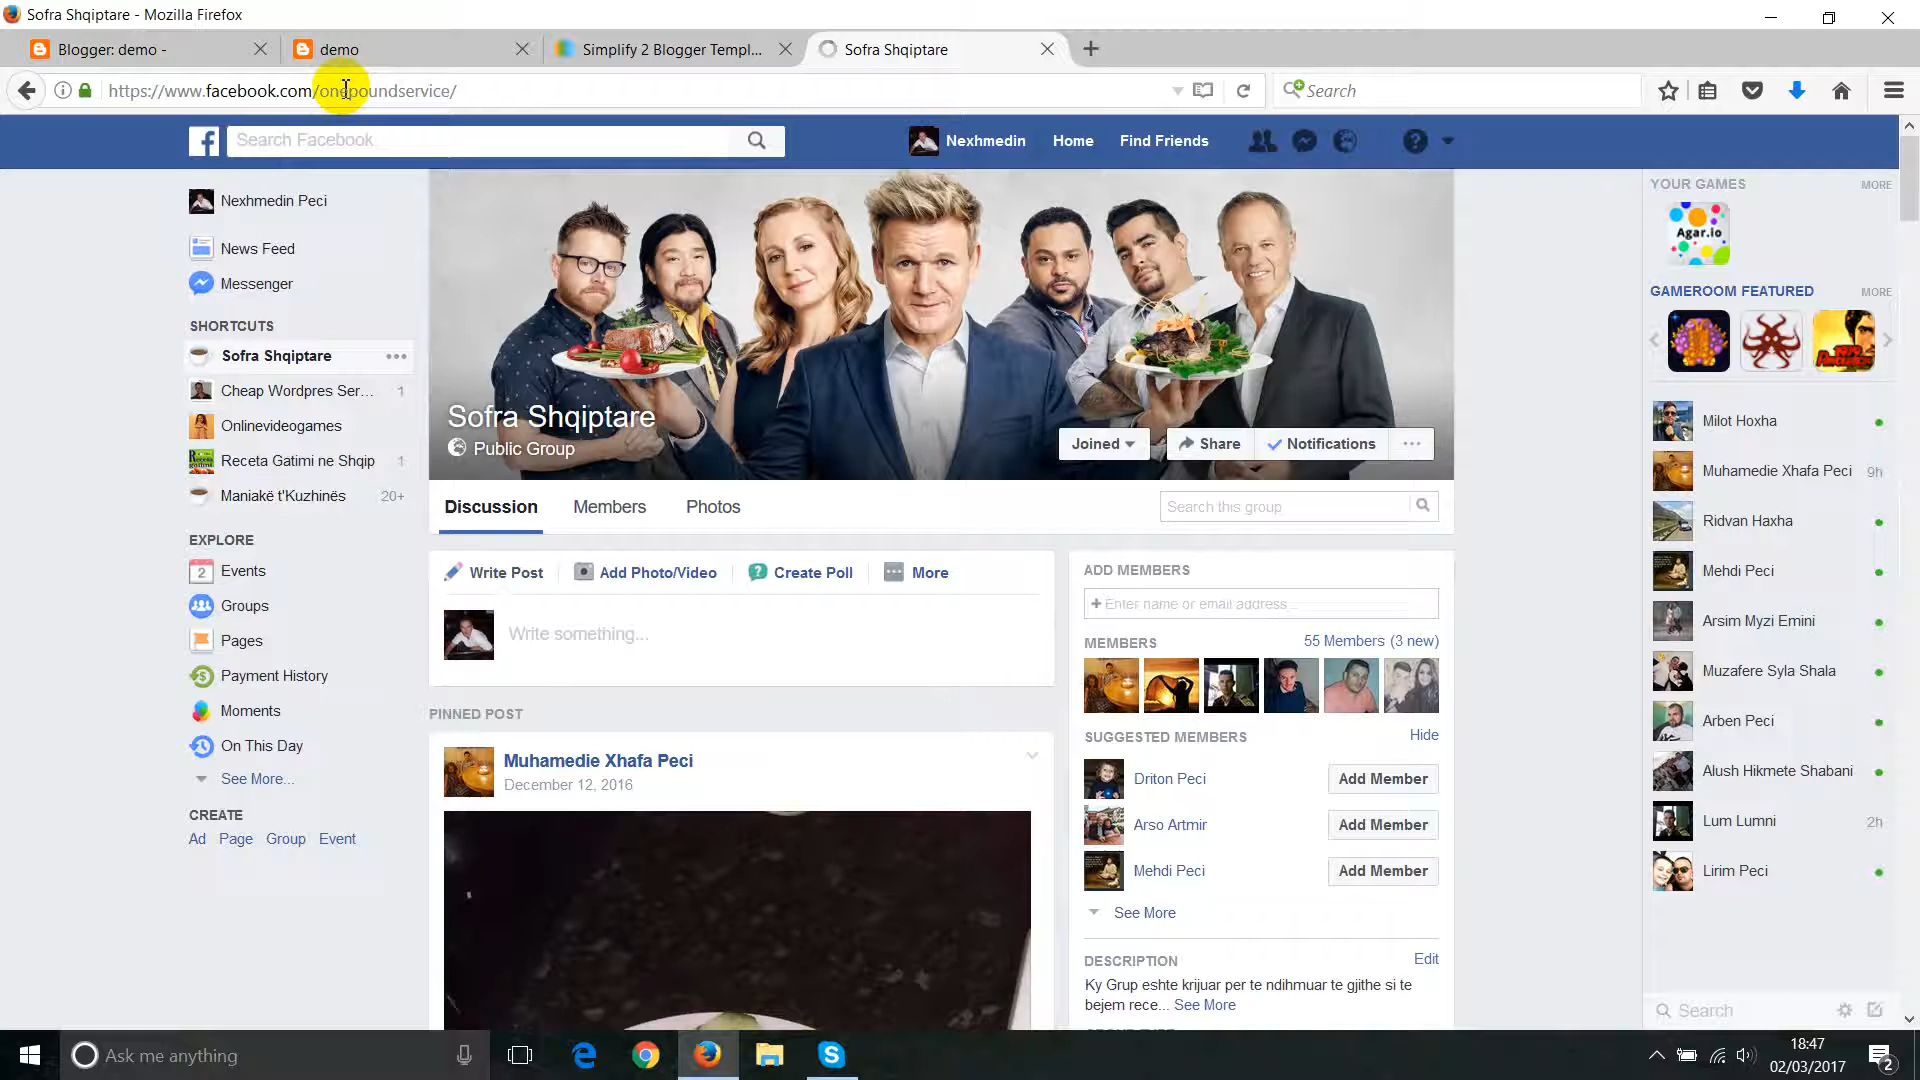 Sofra Shqiptare - Mozilla Firefox
Blogger: demo -
demo
Simplify 2 Blogger Templ...
Sofra Shqiptare
https://www.facebook.com/onepoundservice/
Search
Search Facebook
Nexhmedin
Home
Find Friends
Nexhmedin Peci
News Feed
Messenger
SHORTCUTS
Sofra Shqiptare
Cheap Wordpres Ser... 1
Onlinevideogames
Receta Gatimi ne Shqip 1
Maniakë t'Kuzhinës 20+
EXPLORE
2 Events
Groups
Pages
Payment History
Moments
On This Day
See More...
CREATE
Ad Page Group Event
Sofra Shqiptare
Public Group
Joined
Share
Notifications
Discussion
Members
Photos
Search this group
Write Post
Add Photo/Video
Create Poll
More
Write something...
PINNED POST
Muhamedie Xhafa Peci
December 12, 2016
ADD MEMBERS
+ Enter name or email address ...
MEMBERS
55 Members (3 new)
SUGGESTED MEMBERS
Hide
Driton Peci
Add Member
Arso Artmir
Add Member
Mehdi Peci
Add Member
See More
DESCRIPTION
Edit
Ky Grup eshte krijuar per te ndihmuar te gjithe si te
bejem rece... See More
YOUR GAMES
MORE
Agar.io
GAMEROOM FEATURED
MORE
Milot Hoxha
Muhamedie Xhafa Peci 9h
Ridvan Haxha
Mehdi Peci
Arsim Myzi Emini
Muzafere Syla Shala
Arben Peci
Alush Hikmete Shabani
Lum Lumni 2h
Lirim Peci
Search
Ask me anything
18:47
02/03/2017
2